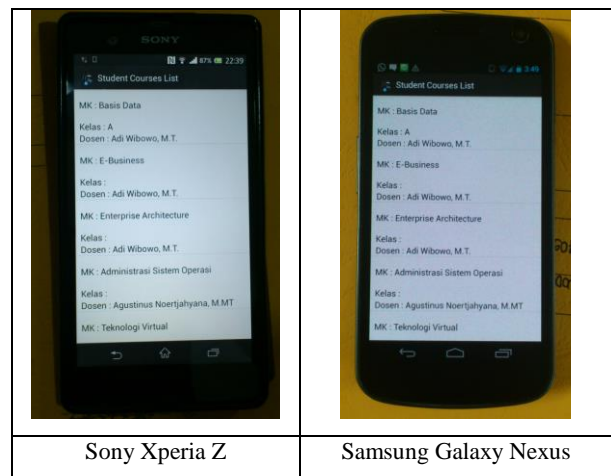 SONY
87% 22:39
Student Courses List
MK : Basis Data
Kelas : A
Dosen : Adi Wibowo, M.T.
MK : E-Business
Kelas :
Dosen : Adi Wibowo, M.T.
MK : Enterprise Architecture
Kelas :
Dosen : Adi Wibowo, M.T.
MK : Administrasi Sistem Operasi
Kelas :
Dosen : Agustinus Noertjahyana, M.MT
MK : Teknologi Virtual
Sony Xperia Z
3:46
Student Courses List
MK : Basis Data
Kelas : A
Dosen : Adi Wibowo, M.T.
MK : E-Business
Kelas :
Dosen : Adi Wibowo, M.T.
MK : Enterprise Architecture
Kelas :
Dosen : Adi Wibowo, M.T.
MK : Administrasi Sistem Operasi
Kelas :
Dosen : Agustinus Noertjahyana, M.MT
MK : Teknologi Virtual
Samsung Galaxy Nexus